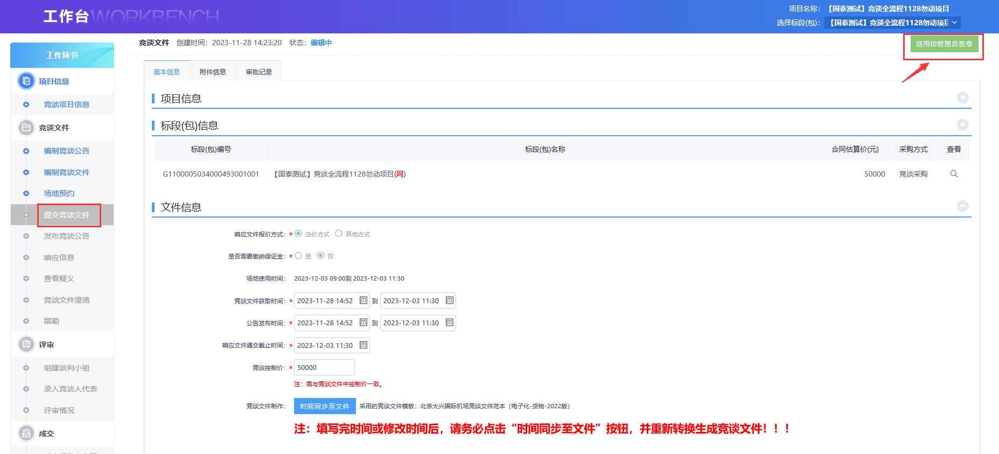 工作台 WORKBENCH
项目名称： 【国泰测试】竞谈全流程1128勿动项目
选择标段(包)： 【国泰测试】竞谈全流程1128勿动项目
竞谈文件 创建时间：2023-11-28 14:23:20 状态：编辑中
送用印管理员签章
工作环节
项目信息
竞谈项目信息
竞谈文件
编制竞谈公告
编制竞谈文件
场地预约
提交竞谈文件
发布竞谈公告
响应信息
查看疑义
竞谈文件澄清
踏勘
评审
组建谈判小组
录入竞谈人代表
评审情况
成交
基本信息 附件信息 审批记录
项目信息
标段(包)信息
标段(包)编号 标段(包)名称 合同估算价(元) 采购方式 查看
G1100005034000493001001 【国泰测试】竞谈全流程1128勿动项目(网) 50000 竞谈采购
文件信息
响应文件报价方式：* 总价方式 其他方式
是否需要缴纳保证金：* 是 否
场地使用时间： 2023-12-03 09:00到 2023-12-03 11:30
竞谈文件获取时间：* 2023-11-28 14:52 到 2023-12-03 11:30
公告发布时间：* 2023-11-28 14:52 到 2023-12-03 11:30
响应文件递交截止时间：* 2023-12-03 11:30
竞谈控制价：* 50000
注：需与竞谈文件中控制价一致。
竞谈文件制作： 时间同步至文件 采用的竞谈文件模板：北京大兴国际机场竞谈文件范本（电子化-货物-2022版）
注：填写完时间或修改时间后，请务必点击“时间同步至文件”按钮，并重新转换生成竞谈文件！！！